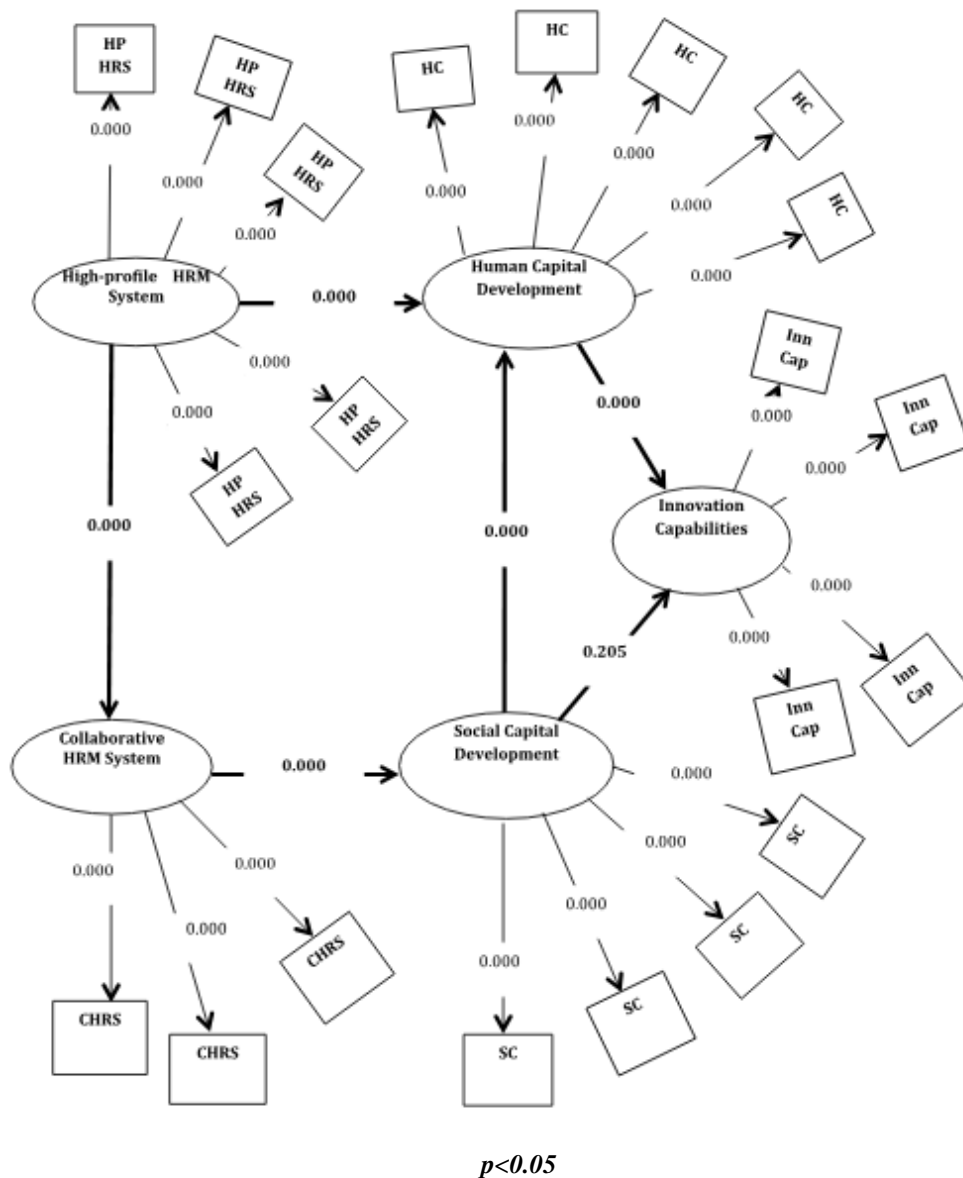 HP
HRS
HP
HRS
HP
HRS
HC
HC
HC
HC
HC
0.000
0.000
0.000
0.000
0.000
0.000
0.000
0.000
High-profile HRM
System
0.000
Human Capital
Development
0.000
0.000
HP
HRS
HP
HRS
0.000
Inn
Cap
0.000
Inn
Cap
0.000
0.000
0.000
Innovation
Capabilities
0.000
0.000
Inn
Cap
Inn
Cap
0.205
Collaborative
HRM System
0.000
Social Capital
Development
0.000
0.000
0.000
0.000
0.000
0.000
0.000
CHRS
CHRS
CHRS
SC
SC
SC
SC
p<0.05